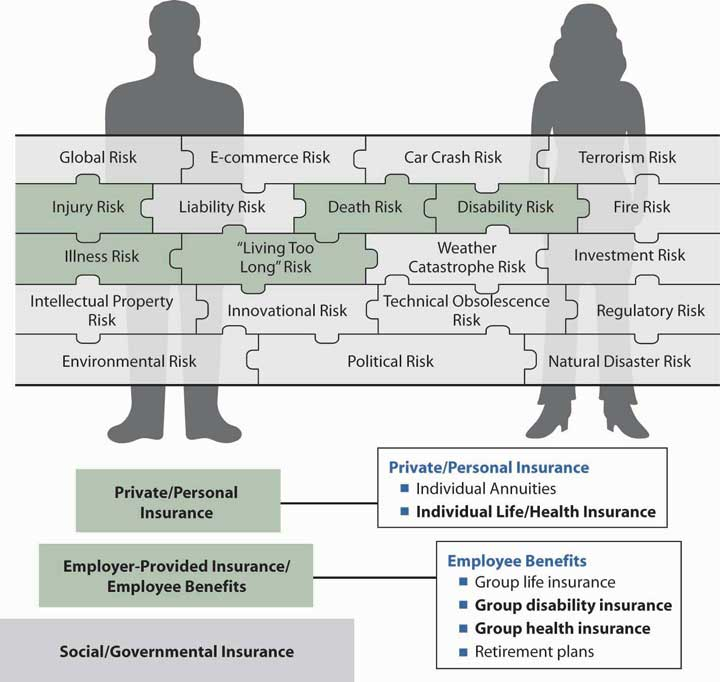 Global Risk
E-commerce Risk
Car Crash Risk
Terrorism Risk
Injury Risk
Liability Risk
Death Risk
Disability Risk
Fire Risk
Illness Risk
“Living Too
Long” Risk
Weather
Catastrophe Risk
Investment Risk
Intellectual Property
Risk
Innovational Risk
Technical Obsolescence
Risk
Regulatory Risk
Environmental Risk
Political Risk
Natural Disaster Risk
Private/Personal
Insurance
Private/Personal Insurance
Individual Annuities
Individual Life/Health Insurance
Employer-Provided Insurance/
Employee Benefits
Employee Benefits
Group life insurance
Group disability insurance
Group health insurance
Retirement plans
Social/Governmental Insurance